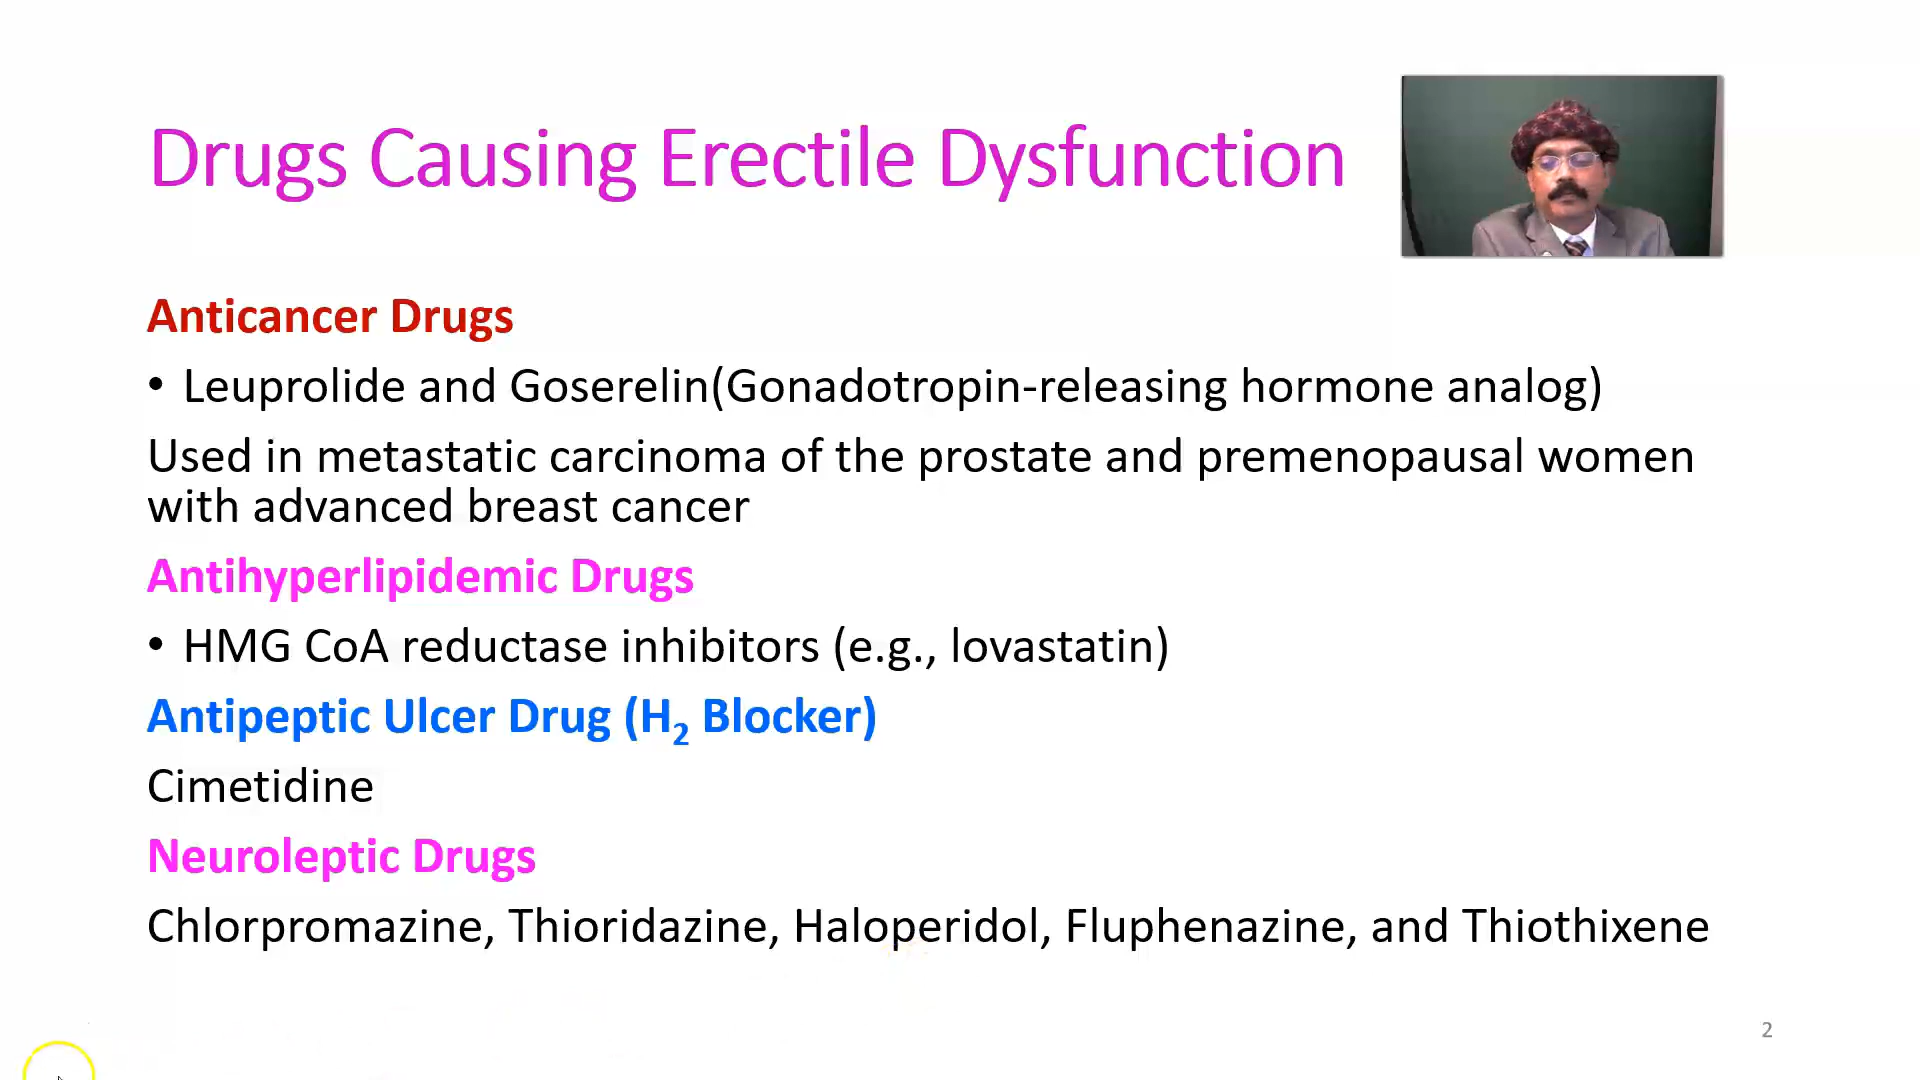 Drugs Causing Erectile Dysfunction
Anticancer Drugs
• Leuprolide and Goserelin(Gonadotropin-releasing hormone analog)
Used in metastatic carcinoma of the prostate and premenopausal women
with advanced breast cancer
Antihyperlipidemic Drugs
• HMG CoA reductase inhibitors (e.g., lovastatin)
Antipeptic Ulcer Drug (H₂ Blocker)
Cimetidine
Neuroleptic Drugs
Chlorpromazine, Thioridazine, Haloperidol, Fluphenazine, and Thiothixene
2